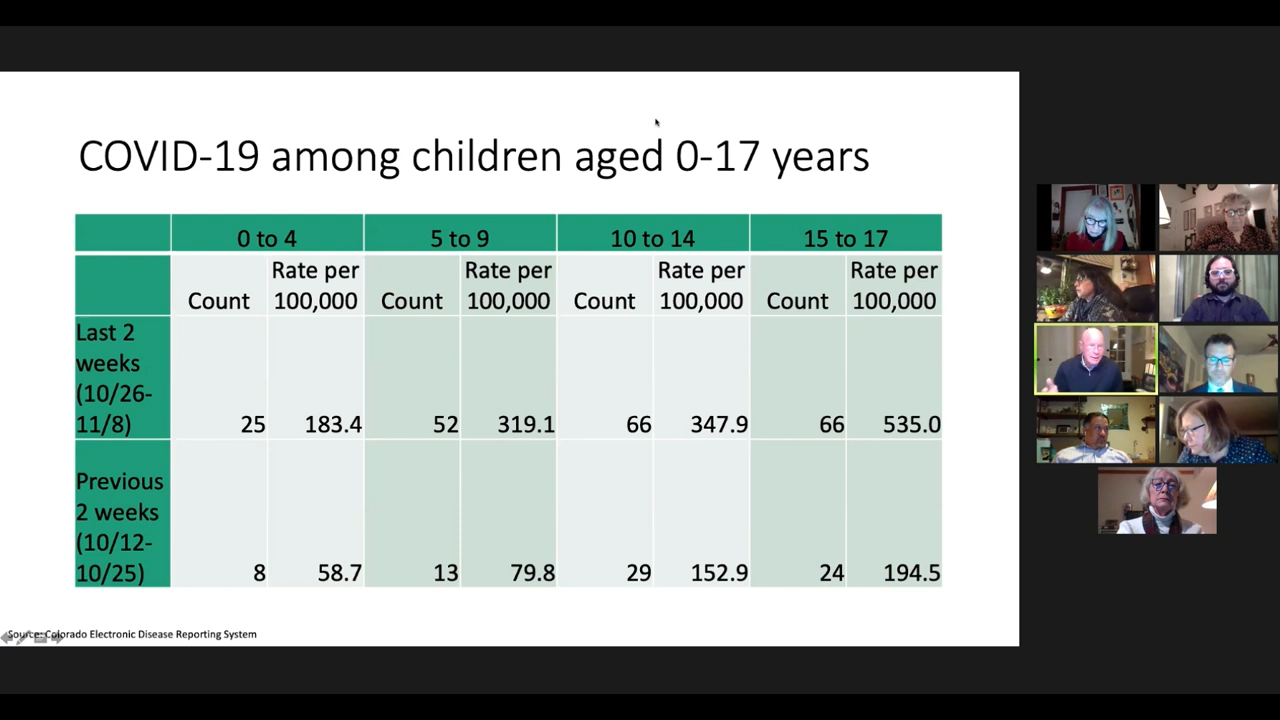 COVID-19 among children aged 0-17 years
0 to 4 5 to 9 10 to 14 15 to 17
Count Rate per 100,000 Count Rate per 100,000 Count Rate per 100,000 Count Rate per 100,000
Last 2
weeks
(10/26-
11/8) 25 183.4 52 319.1 66 347.9 66 535.0
Previous
2 weeks
(10/12-
10/25) 8 58.7 13 79.8 29 152.9 24 194.5
Source: Colorado Electronic Disease Reporting System